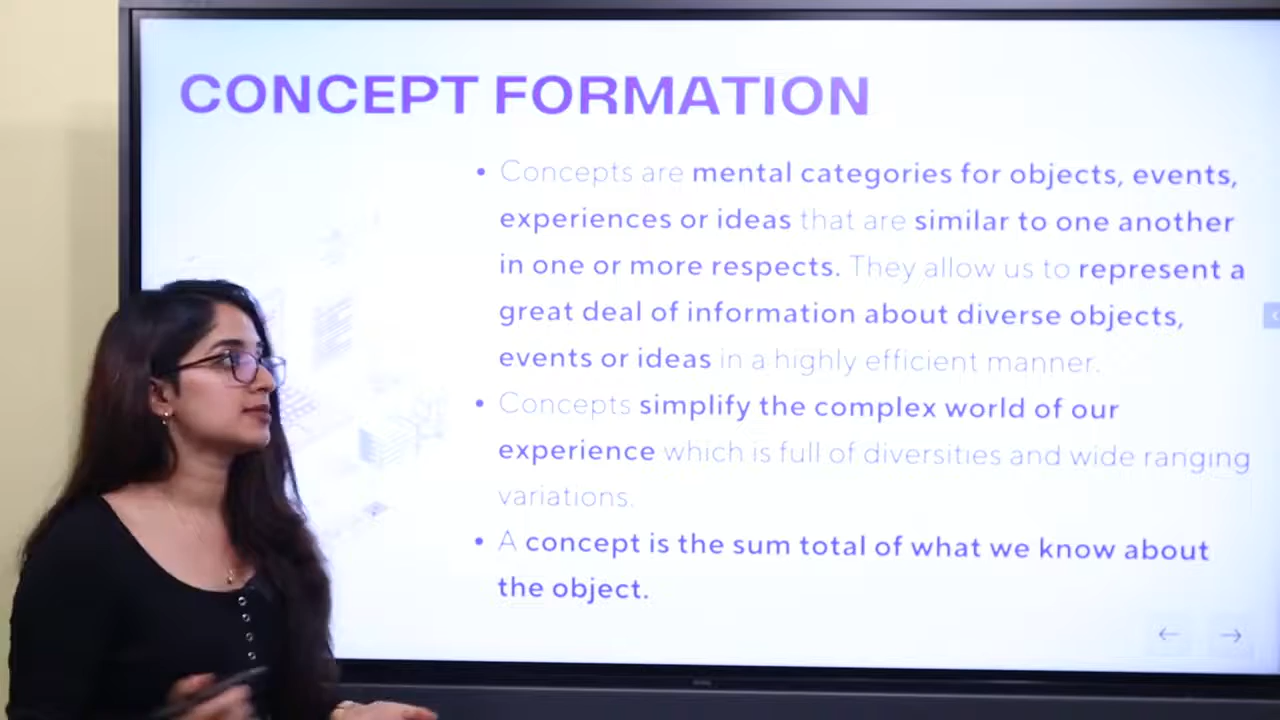 CONCEPT FORMATION
• Concepts are mental categories for objects, events,
experiences or ideas that are similar to one another
in one or more respects. They allow us to represent a
great deal of information about diverse objects,
events or ideas in a highly efficient manner.
• Concepts simplify the complex world of our
experience which is full of diversities and wide ranging
variations.
• A concept is the sum total of what we know about
the object.